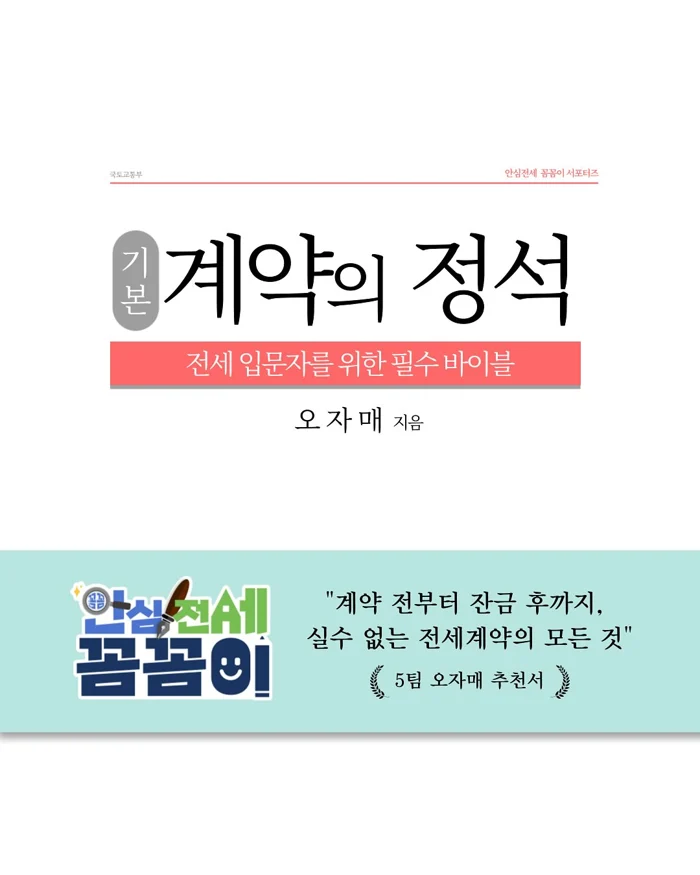 국토교통부
안심전세 꼼꼼이 서포터즈
기본
계약의 정석
전세 입문자를 위한 필수 바이블
오자매 지음
안심전세
꼼꼼이
"계약 전부터 잔금 후까지,
실수 없는 전세계약의 모든 것"
5팀 오자매 추천서